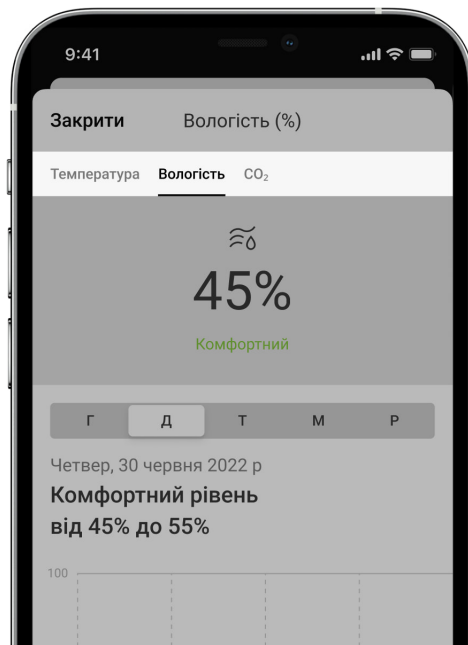 9:41
Закрити Вологість (%)
Температура Вологість CO₂
45%
Комфортний
Г Д Т М Р
Четвер, 30 червня 2022 р
Комфортний рівень
від 45% до 55%
100